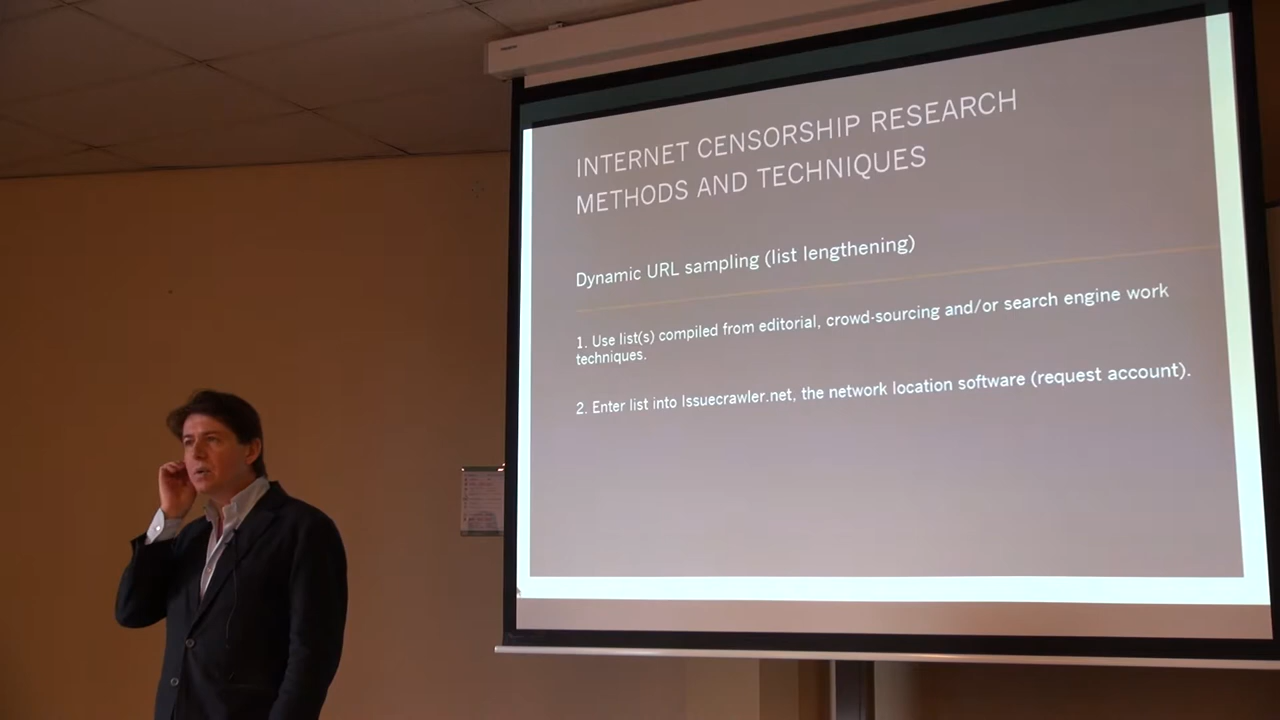 INTERNET CENSORSHIP RESEARCH
METHODS AND TECHNIQUES
Dynamic URL sampling (list lengthening)
1. Use list(s) compiled from editorial, crowd-sourcing and/or search engine work
techniques.
2. Enter list into Issuecrawler.net, the network location software (request account).